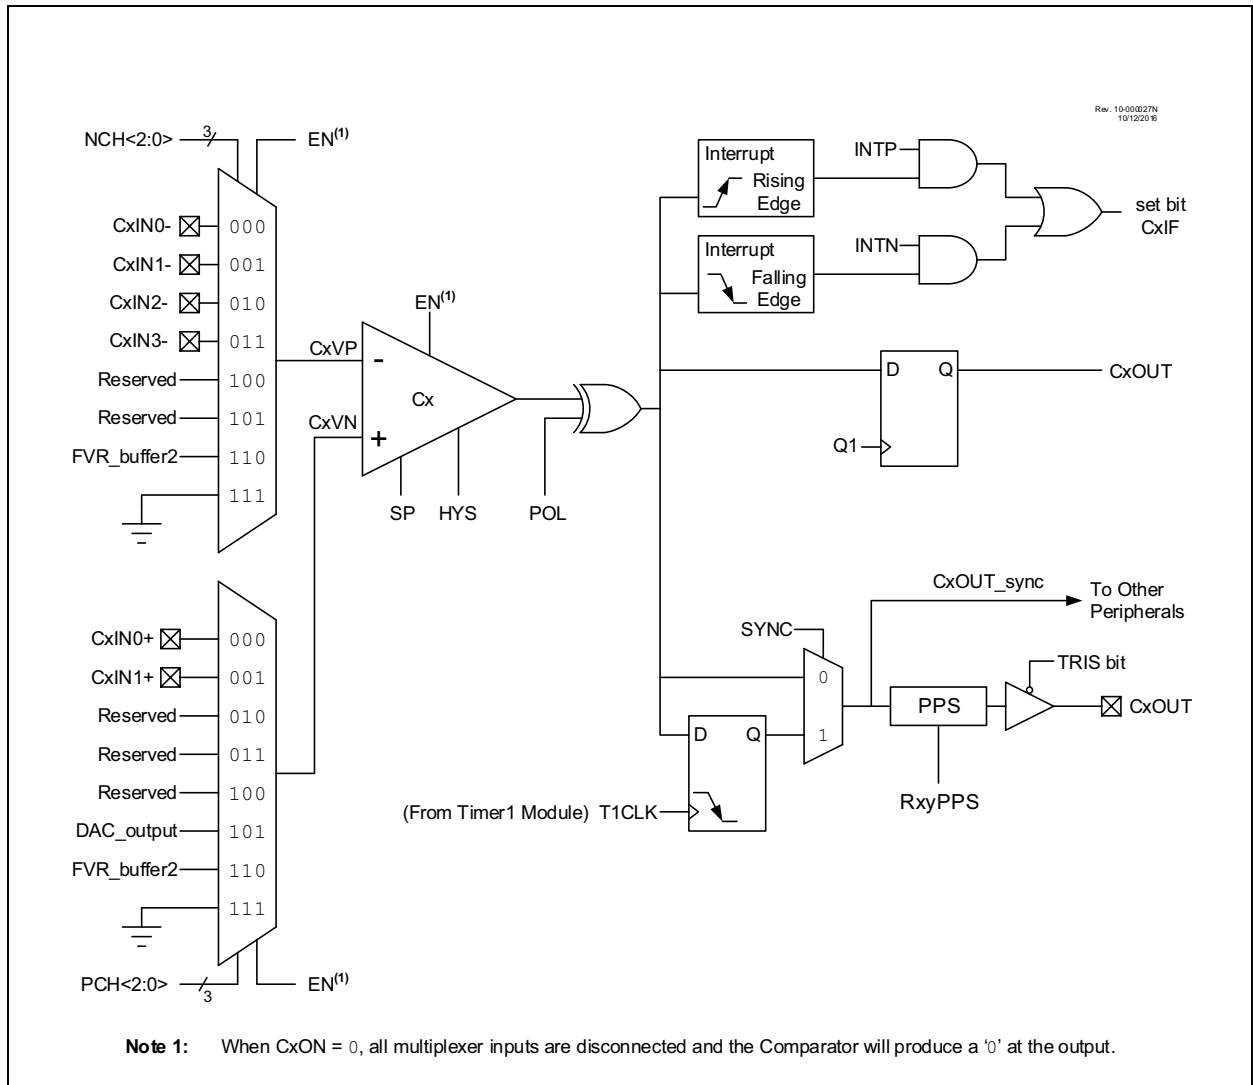 Rev. 10-000027N
10/12/2016
NCH<2:0>
3
EN(1)
CxIN0-
000
CxIN1-
001
CxIN2-
010
CxIN3-
011
Reserved
100
Reserved
101
FVR_buffer2
110
111
CxVP
CxVN
EN(1)
-
Cx
+
SP
HYS
POL
Interrupt
Rising
Edge
INTP
Interrupt
Falling
Edge
INTN
set bit
CxIF
D
Q
Q1
CxOUT
CxIN0+
000
CxIN1+
001
Reserved
010
Reserved
011
Reserved
100
DAC_output
101
FVR_buffer2
110
111
PCH<2:0>
3
EN(1)
CxOUT_sync
To Other
Peripherals
SYNC
0
1
TRIS bit
PPS
CxOUT
RxyPPS
D
Q
(From Timer1 Module) T1CLK
Note 1: When CxON = 0, all multiplexer inputs are disconnected and the Comparator will produce a ‘0’ at the output.